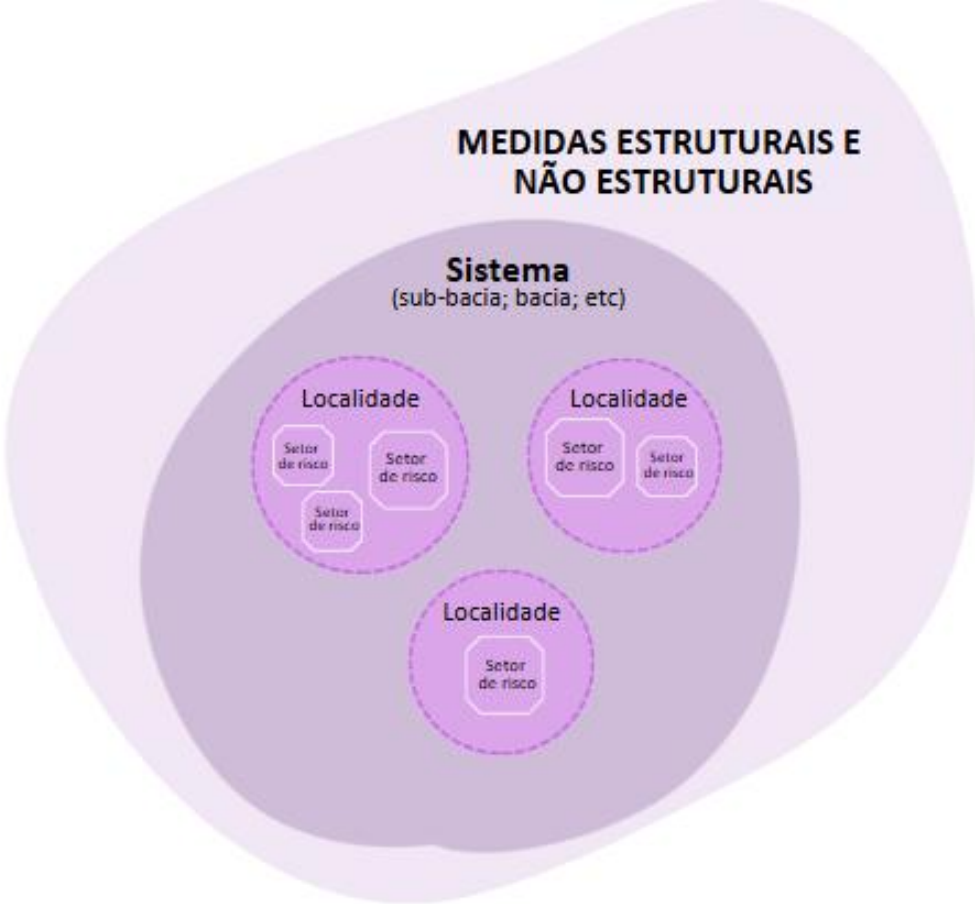 MEDIDAS ESTRUTURAIS E
NÃO ESTRUTURAIS
Sistema
(sub-bacia; bacia; etc)
Localidade
Setor
de risco
Setor
de risco
Setor
de risco
Localidade
Setor
de risco
Setor
de risco
Localidade
Setor
de risco